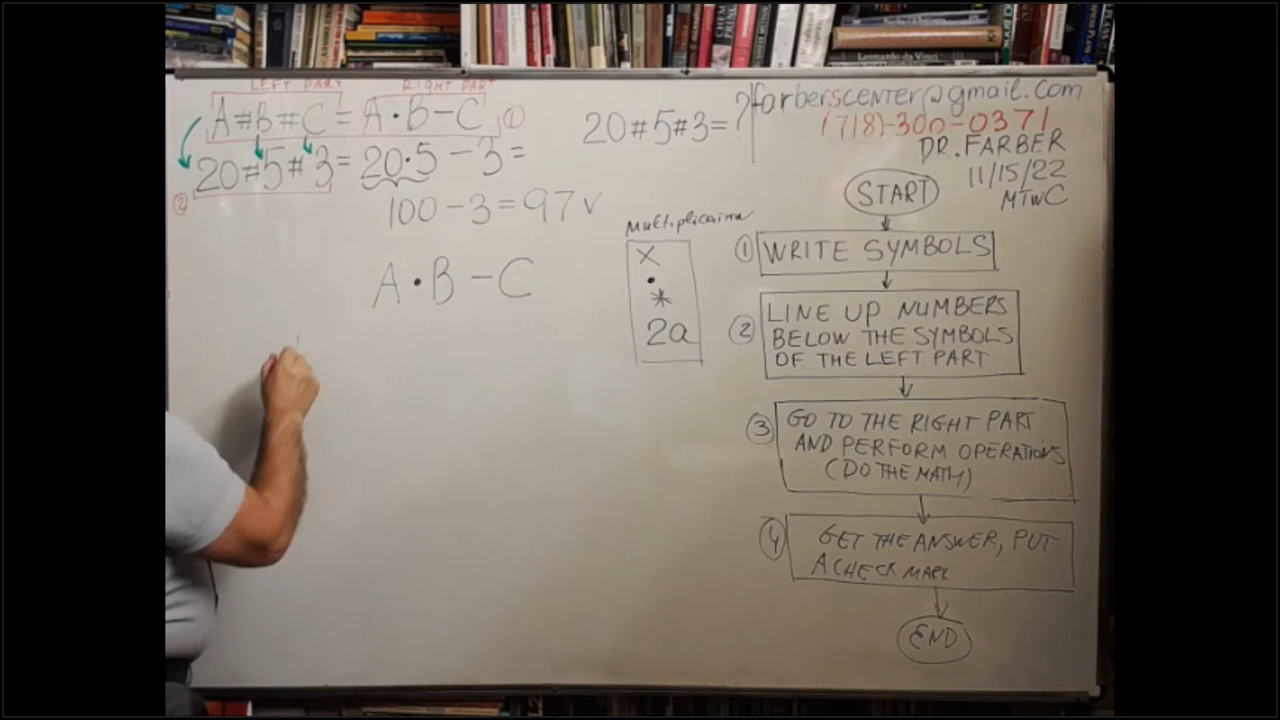 LEFT PART RIGHT PART
A#B#C=A·B-C ①
20#5#3=20·5-3=
②
100-3=97✓
A·B-C
20#5#3=?
farberscenter@gmail.com
(718)-300-0371
DR.FARBER
11/15/22
MTWC
x
·
*
2a
START
① WRITE SYMBOLS
② LINE UP NUMBERS
BELOW THE SYMBOLS
OF THE LEFT PART
③ GO TO THE RIGHT PART
AND PERFORM OPERATIONS
(DO THE MATH)
④ GET THE ANSWER, PUT
A CHECK MARK
END
Leonardo da Vinci